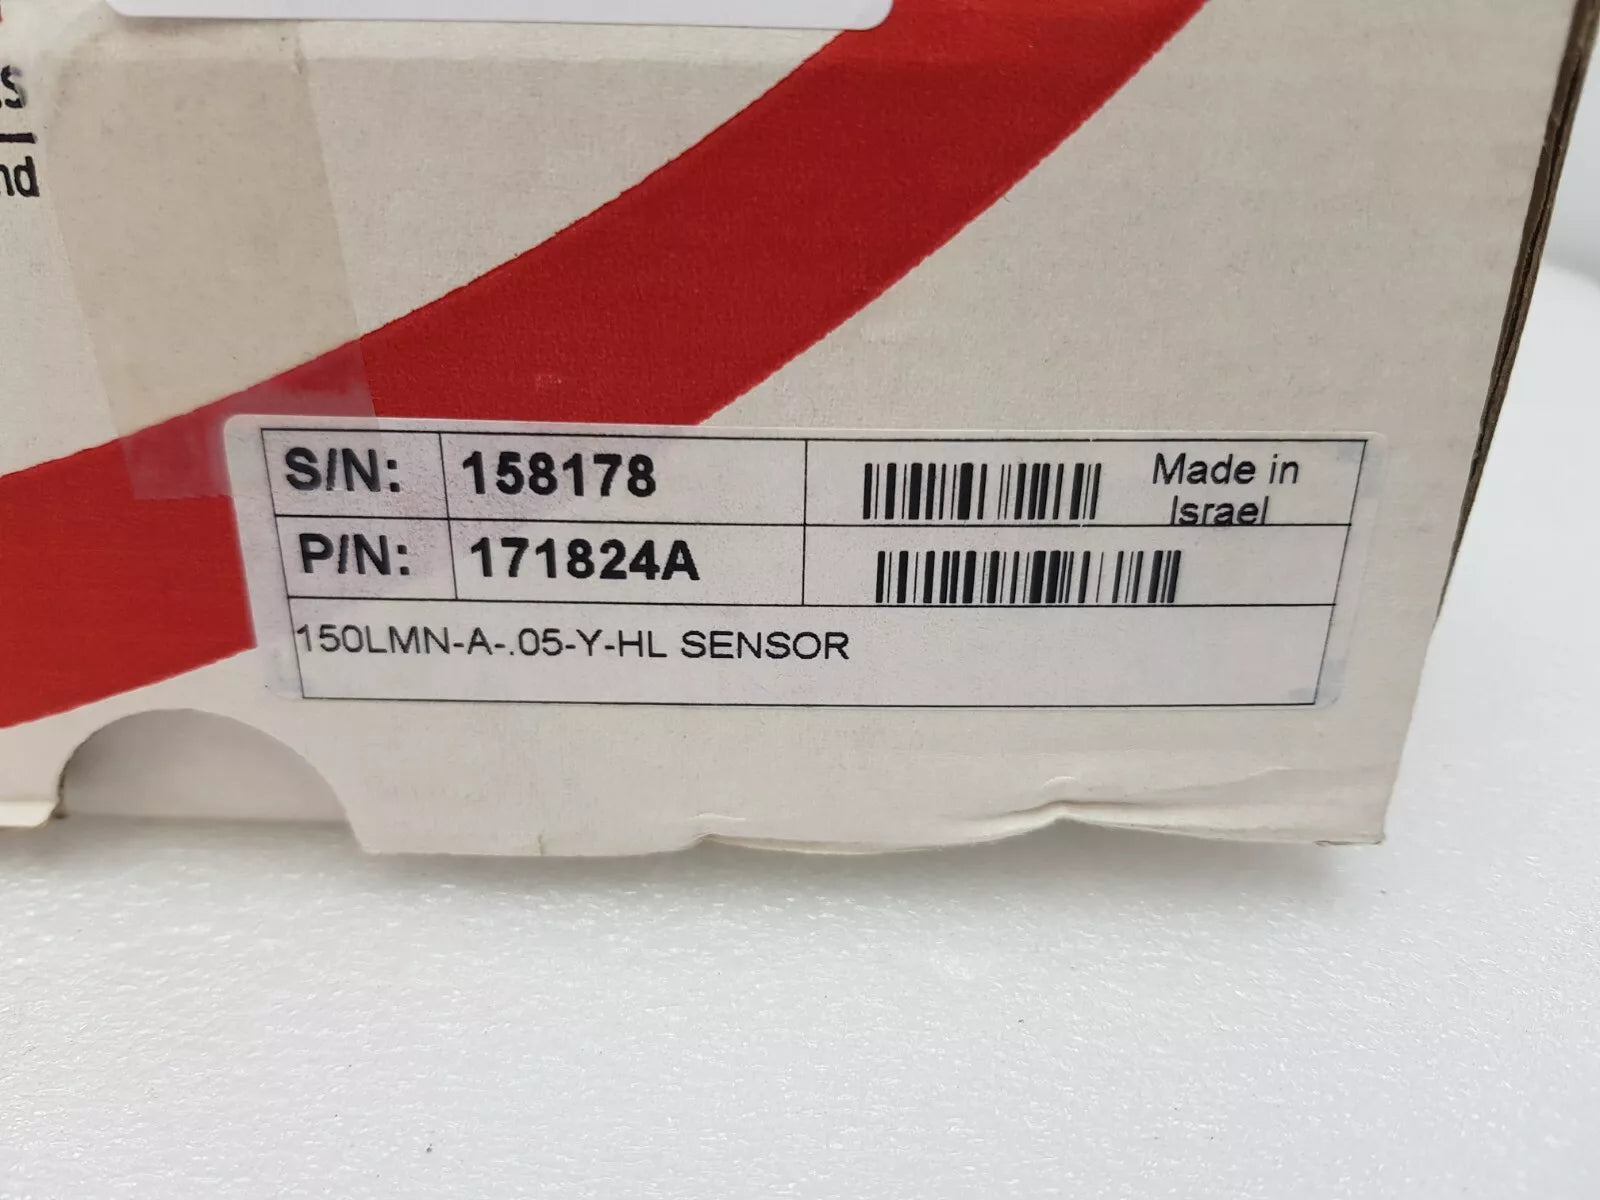 S/N: 158178 Made in
Israel
P/N: 171824A
150LMN-A-.05-Y-HL SENSOR